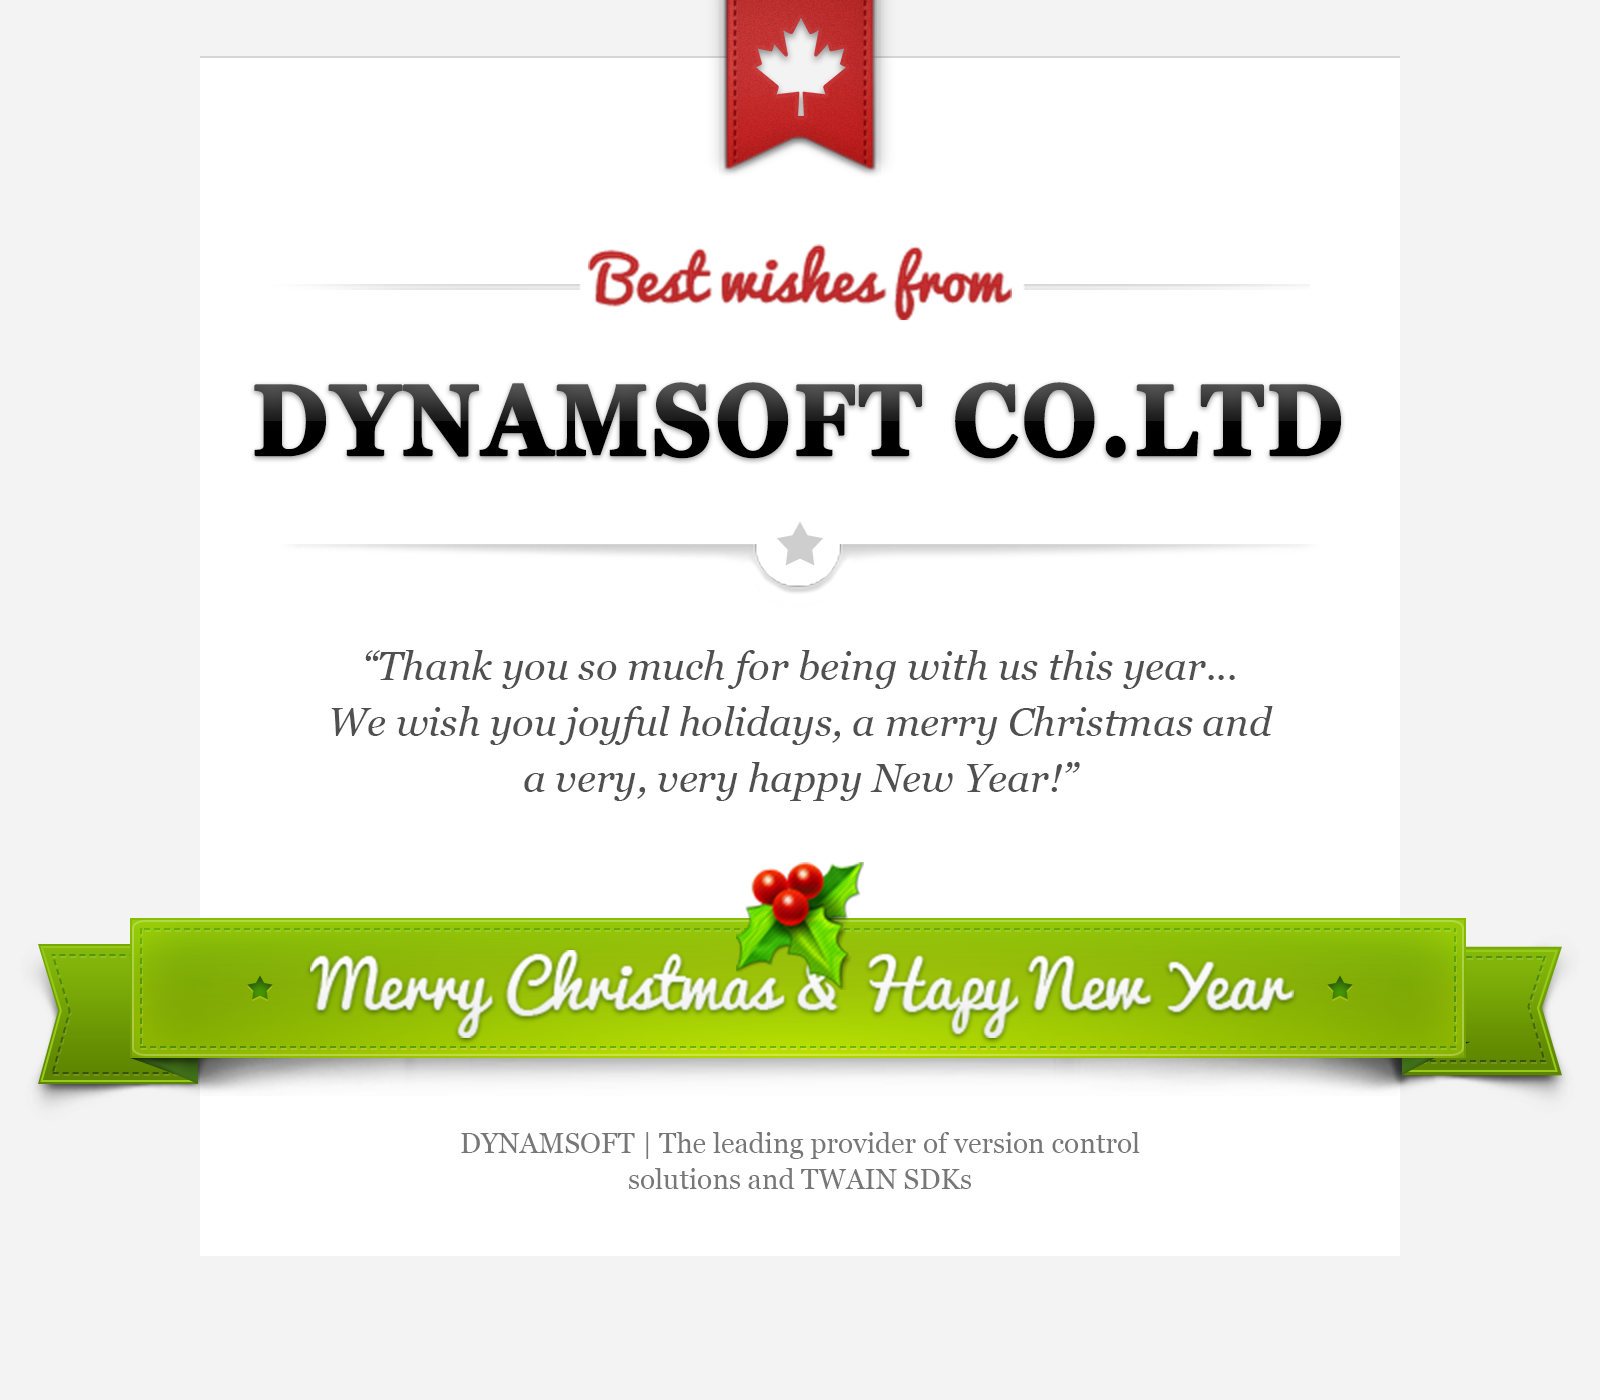 Best wishes from
DYNAMSOFT CO.LTD
“Thank you so much for being with us this year...
We wish you joyful holidays, a merry Christmas and
a very, very happy New Year!”
Merry Christmas & Hapy New Year
DYNAMSOFT | The leading provider of version control
solutions and TWAIN SDKs